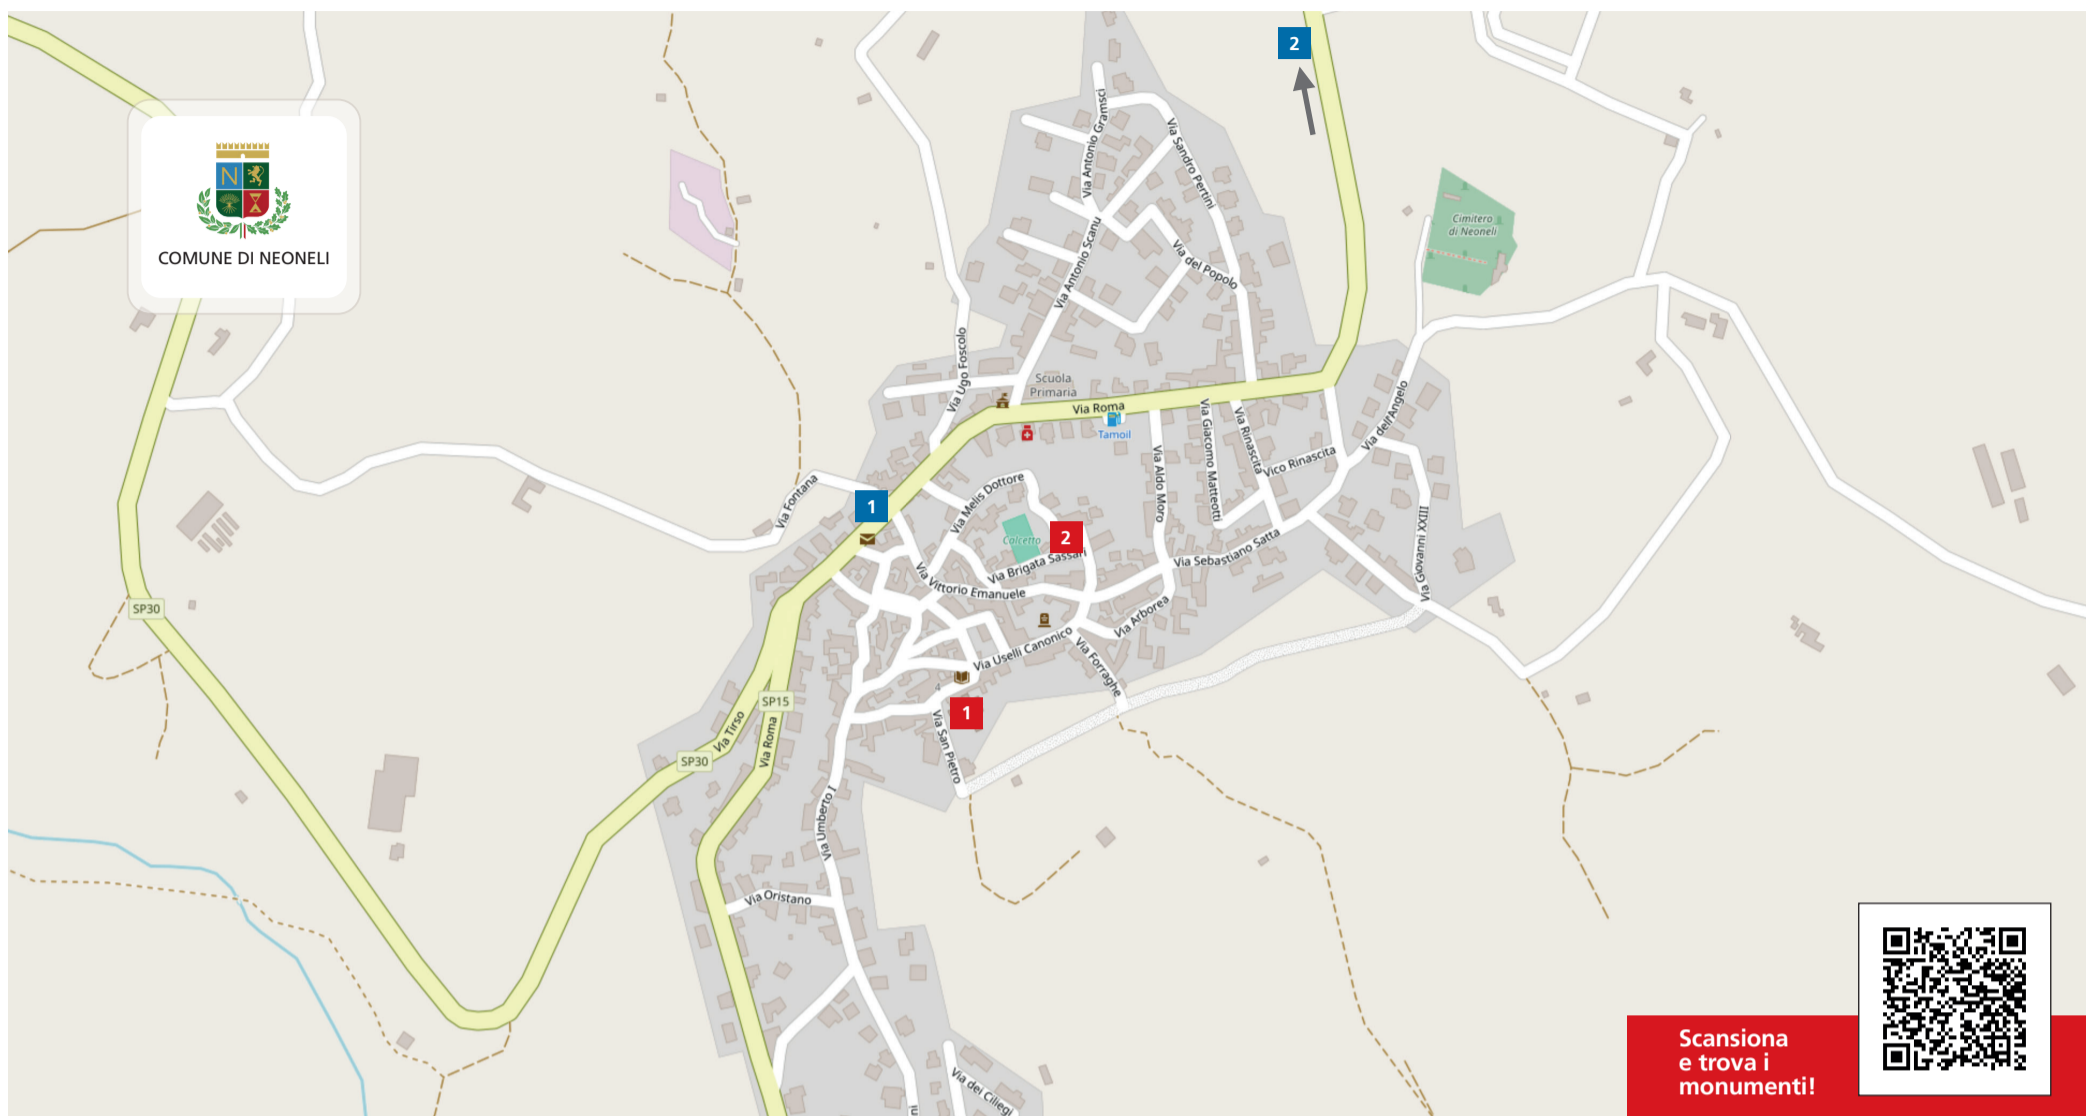 2
N
COMUNE DI NEONELI
Via Antonio Gramsci
Via Sandro Pertini
Cimitero
di Neoneli
Via Antonio Scanu
Via del Popolo
Via Ugo Foscolo
Scuola
Primaria
Via Roma
Tamoil
Via Giacomo Matteotti
Via Rinascita
Via dell'Angelo
Vico Rinascita
Via Aldo Moro
Via Melis Dottore
Via Fontana
1
Calcetto
2
Via Brigata Sassari
Via Sebastiano Satta
Via Giovanni XXIII
Via Vittorio Emanuele
Via Arborea
SP30
Via Uselli Canonico
Via Forraghe
4
SP15
1
Via Tirso
Via Roma
Via San Pietro
SP30
Via Umberto I
Via Oristano
Via dei Ciliegi
Scansiona
e trova i
monumenti!